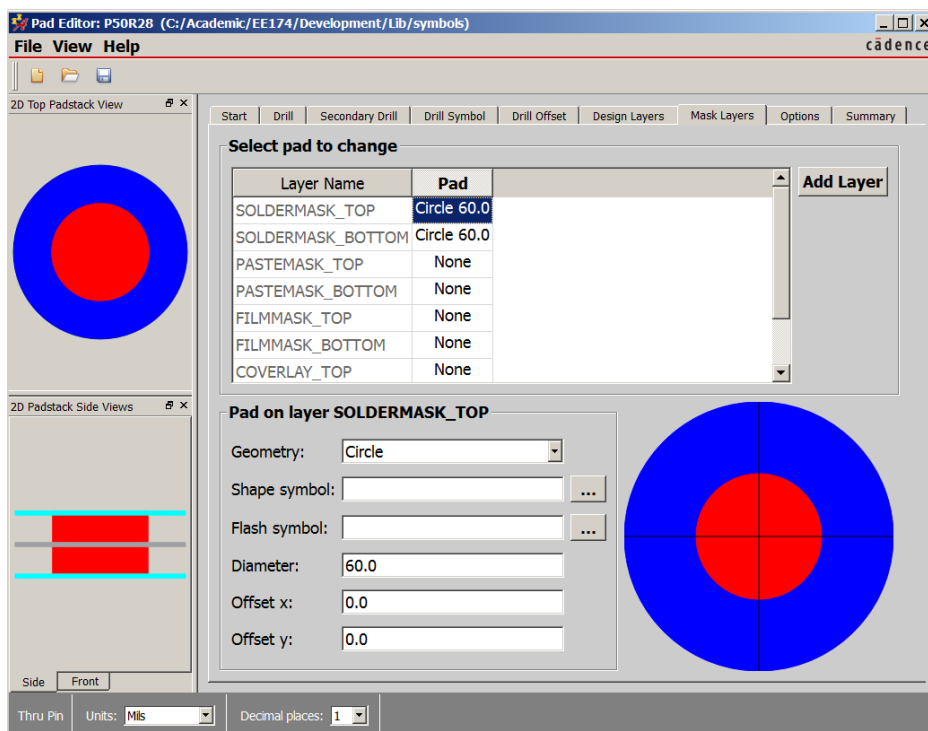 Pad Editor: P50R28 (C:/Academic/EE174/Development/Lib/symbols)
File View Help
cādence
2D Top Padstack View
2D Padstack Side Views
Side Front
Start Drill Secondary Drill Drill Symbol Drill Offset Design Layers Mask Layers Options Summary
Select pad to change
Layer Name Pad
SOLDERMASK_TOP Circle 60.0
SOLDERMASK_BOTTOM Circle 60.0
PASTEMASK_TOP None
PASTEMASK_BOTTOM None
FILMMASK_TOP None
FILMMASK_BOTTOM None
COVERLAY_TOP None
Add Layer
Pad on layer SOLDERMASK_TOP
Geometry: Circle
Shape symbol: ...
Flash symbol: ...
Diameter: 60.0
Offset x: 0.0
Offset y: 0.0
Thru Pin Units: Mils Decimal places: 1